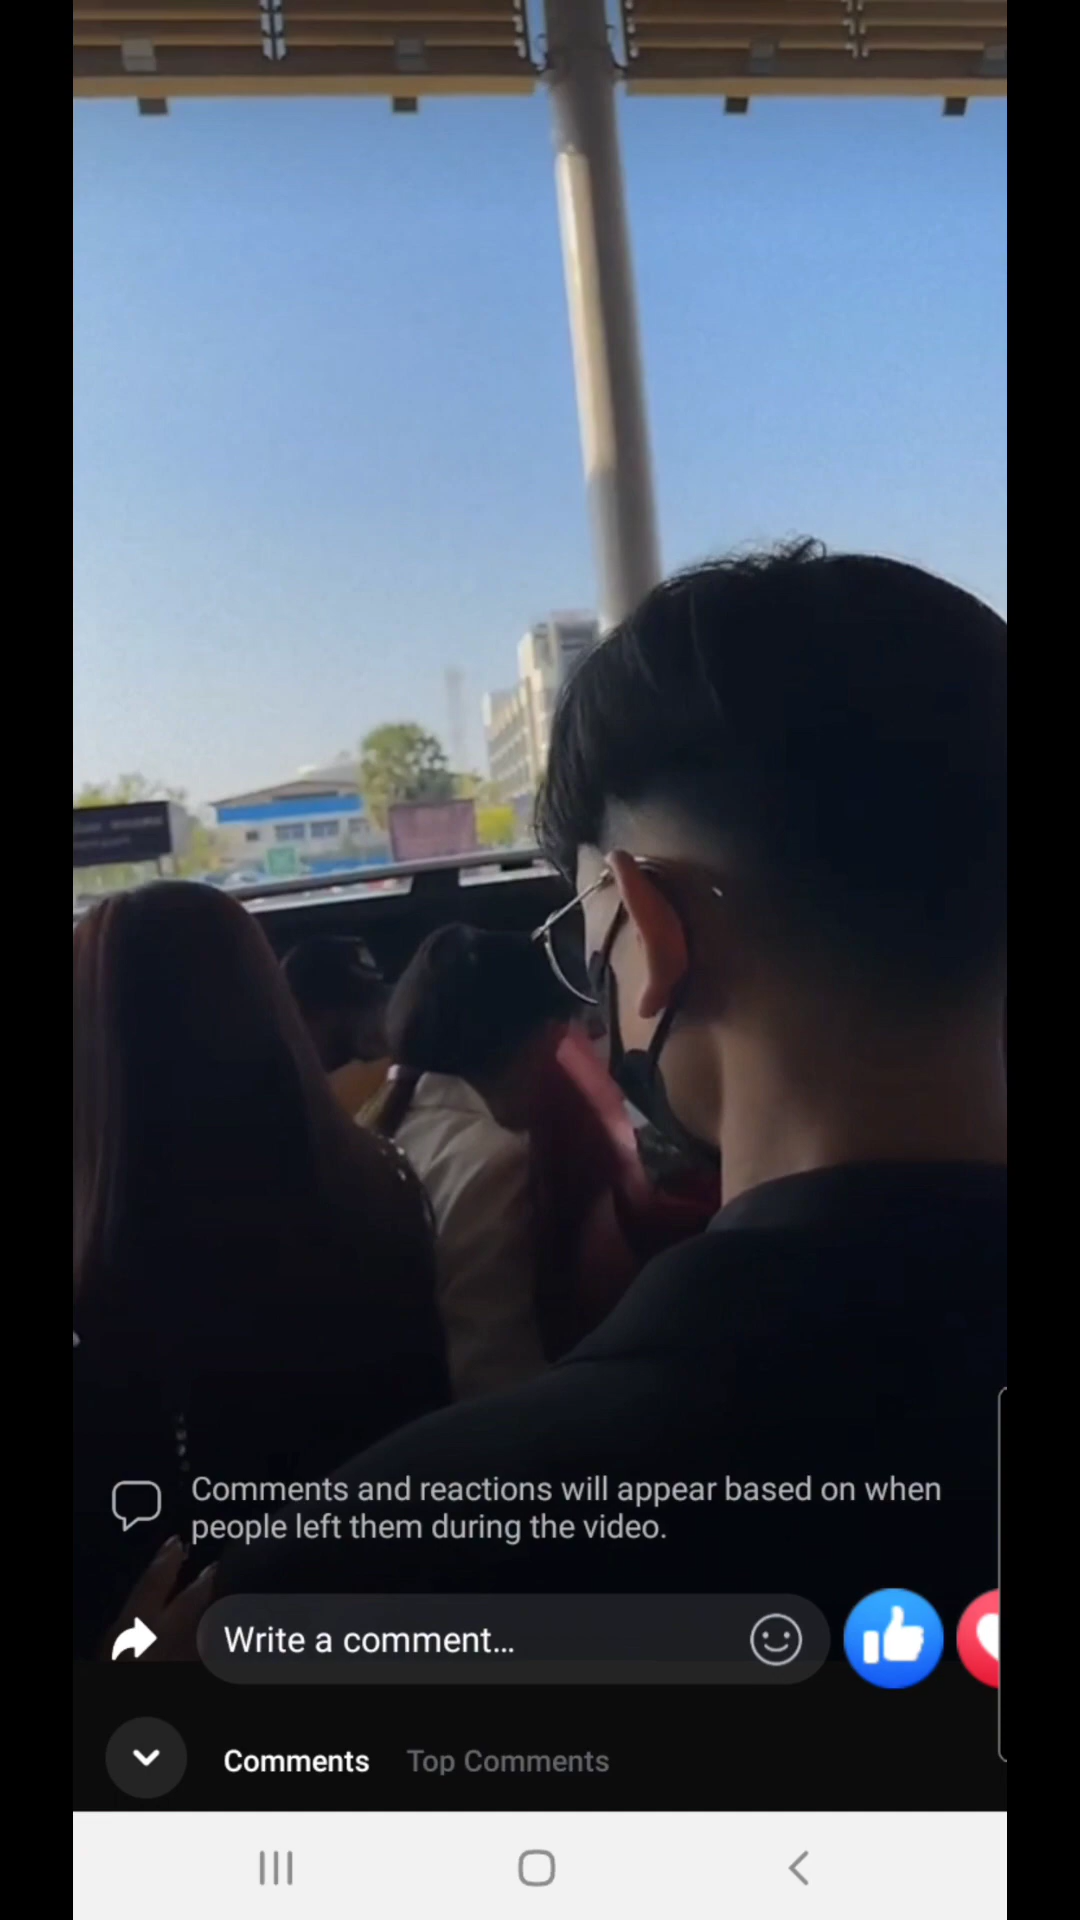 Comments and reactions will appear based on when
people left them during the video.
Write a comment...
Comments Top Comments